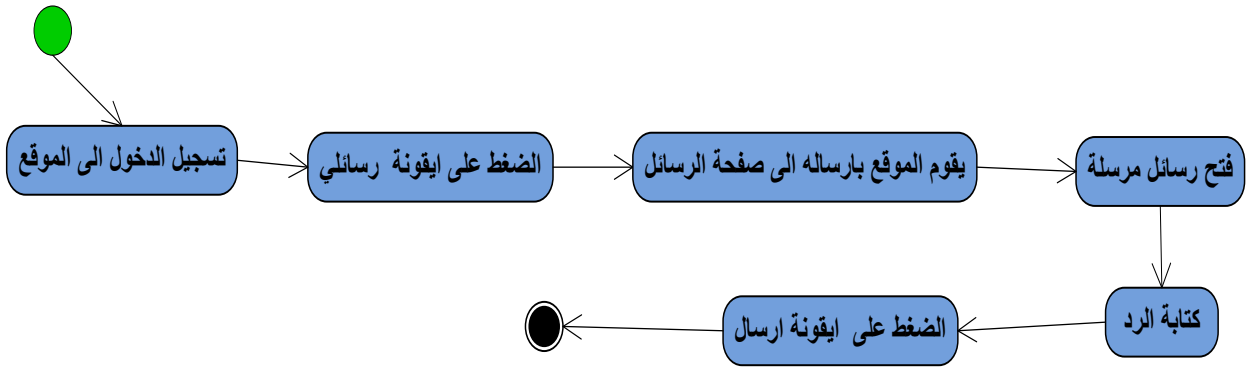 تسجيل الدخول الى الموقع
الضغط على ايقونة رسائلي
يقوم الموقع بارساله الى صفحة الرسائل
فتح رسائل مرسلة
كتابة الرد
الضغط على ايقونة ارسال